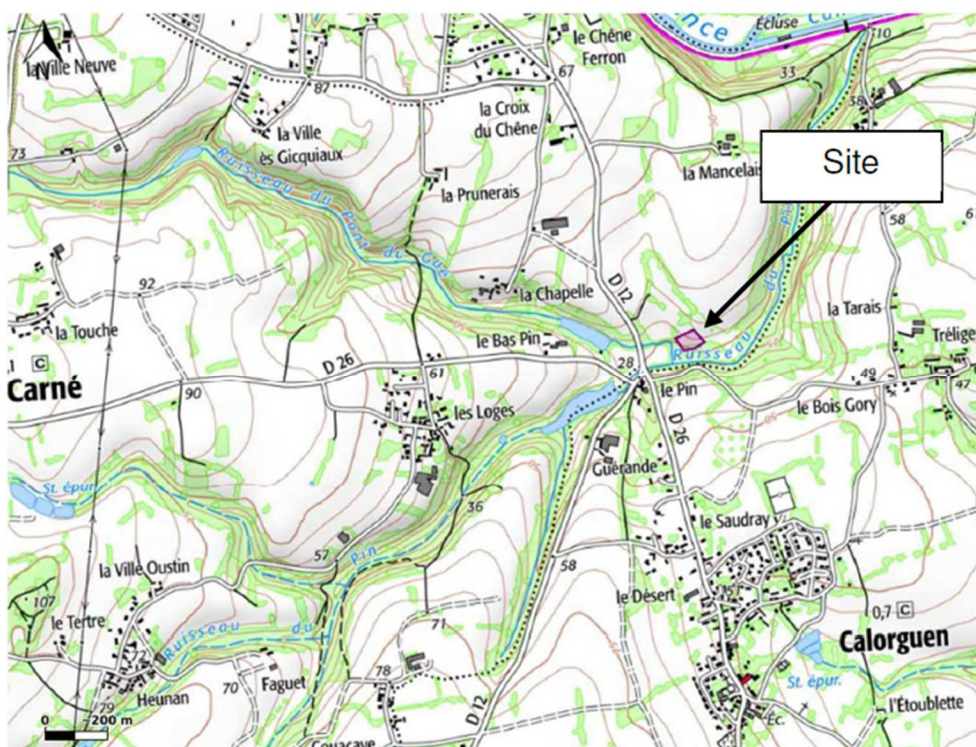 Écluse
10
N
la Ville Neuve
le Chêne
Ferron
67
33
87
la Croix
du Chêne
38
la Ville
ès Gicquiaux
73
Site
la Mancelais
Ruisseau du Pont du Gué
la Prunerais
58
92
la Chapelle
D 12
la Touche
la Tarais
le Bas Pin
Ruisseau du
Trélige
D 26
28
1 C
Carné
61
le Pin
49
90
47
les Loges
le Bois Gory
D 26
Guérande
St. épur.
36
le Saudray
57
Pin
la Ville Oustin
58
le Désert
107
0,7 C
le Tertre
71
Calorguen
Ruisseau du
78
St. épur.
70
Faguet
Heunan
79
D 12
Éc.
l'Étoublette
0 200 m